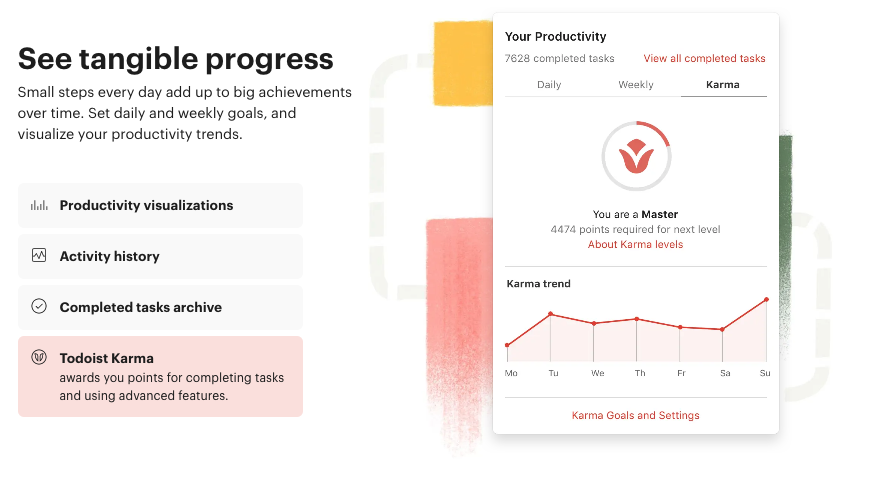 See tangible progress
Small steps every day add up to big achievements
over time. Set daily and weekly goals, and
visualize your productivity trends.
Productivity visualizations
Activity history
Completed tasks archive
Todoist Karma
awards you points for completing tasks
and using advanced features.
Your Productivity
7628 completed tasks View all completed tasks
Daily Weekly Karma
You are a Master
4474 points required for next level
About Karma levels
Karma trend
Mo Tu We Th Fr Sa Su
Karma Goals and Settings